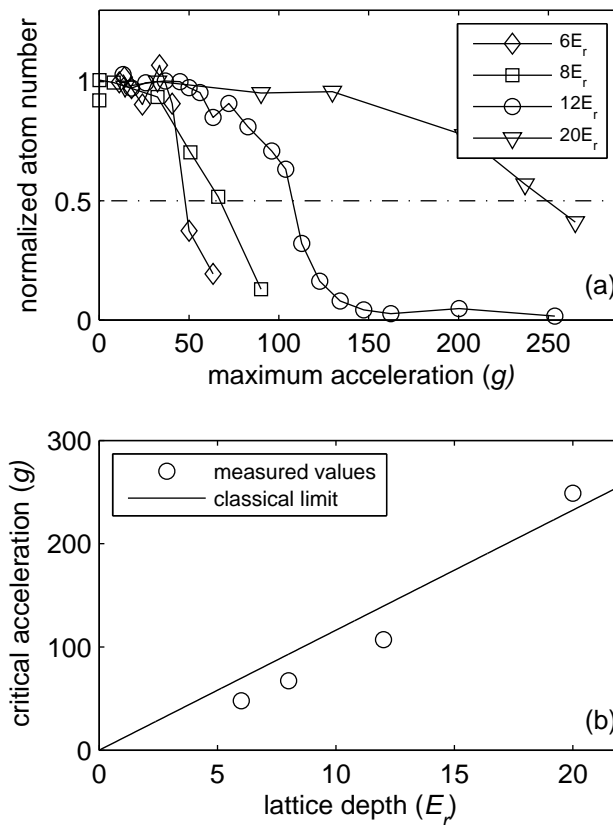 normalized atom number
1
0.5
0
0 50 100 150 200 250
maximum acceleration (g)
6E_r
8E_r
12E_r
20E_r
(a)
critical acceleration (g)
300
200
100
0
0 5 10 15 20
lattice depth (E_r)
measured values
classical limit
(b)